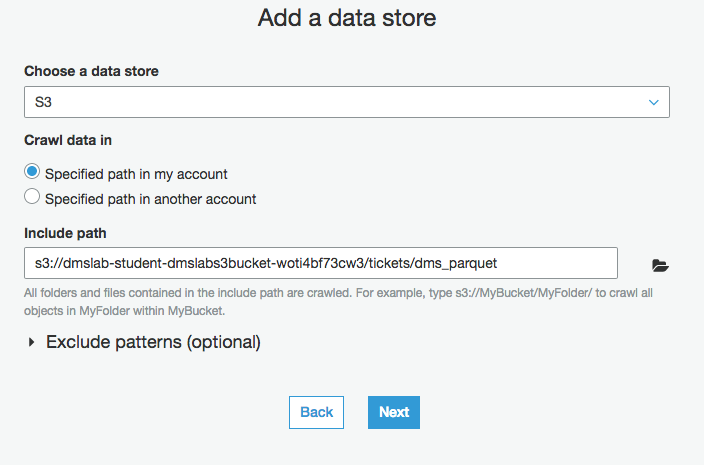 Add a data store
Choose a data store
S3
Crawl data in
Specified path in my account
Specified path in another account
Include path
s3://dmslab-student-dmslabs3bucket-woti4bf73cw3/tickets/dms_parquet
All folders and files contained in the include path are crawled. For example, type s3://MyBucket/MyFolder/ to crawl all
objects in MyFolder within MyBucket.
Exclude patterns (optional)
Back
Next